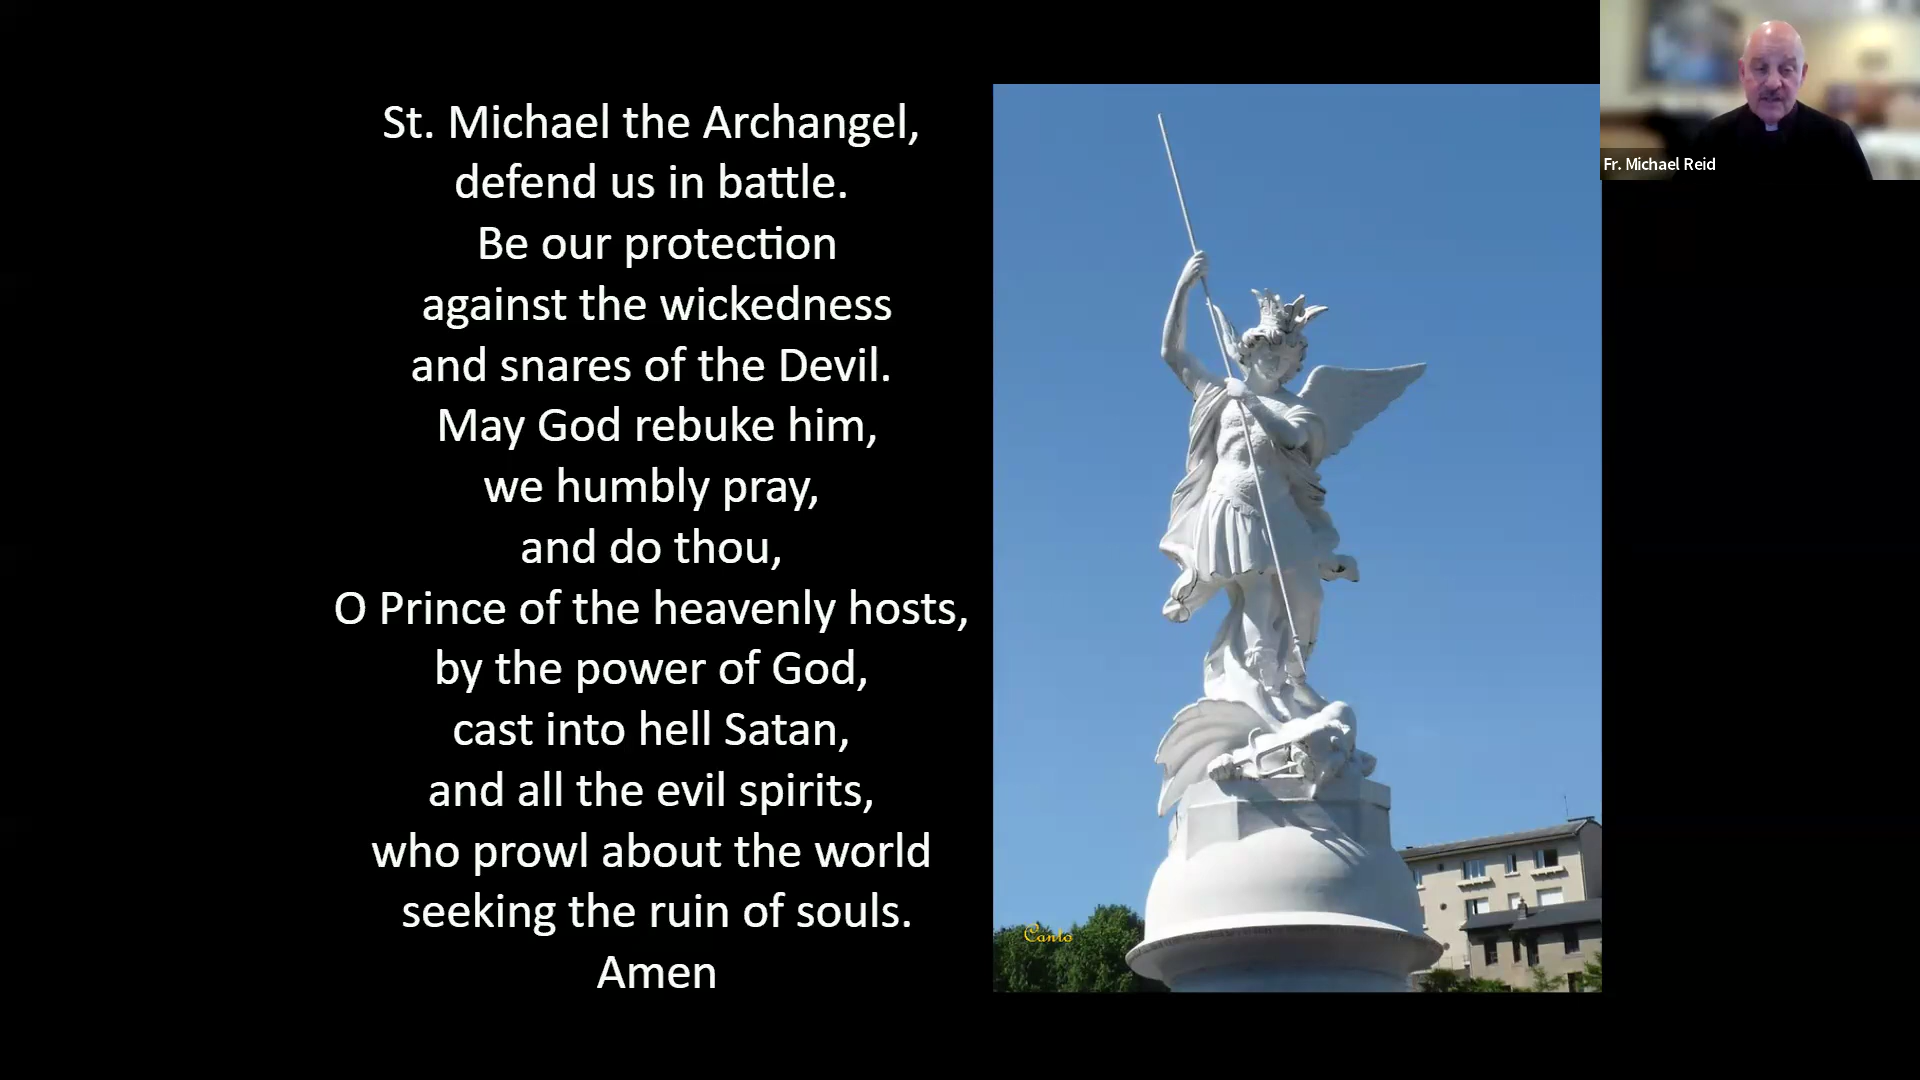 St. Michael the Archangel,
defend us in battle.
Be our protection
against the wickedness
and snares of the Devil.
May God rebuke him,
we humbly pray,
and do thou,
O Prince of the heavenly hosts,
by the power of God,
cast into hell Satan,
and all the evil spirits,
who prowl about the world
seeking the ruin of souls.
Amen
Canto
Fr. Michael Reid